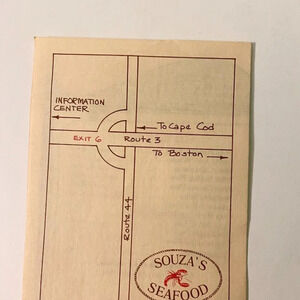 INFORMATION
CENTER
To Cape Cod
EXIT 6 Route 3
To Boston
Route 44
SOUZA'S
SEAFOOD